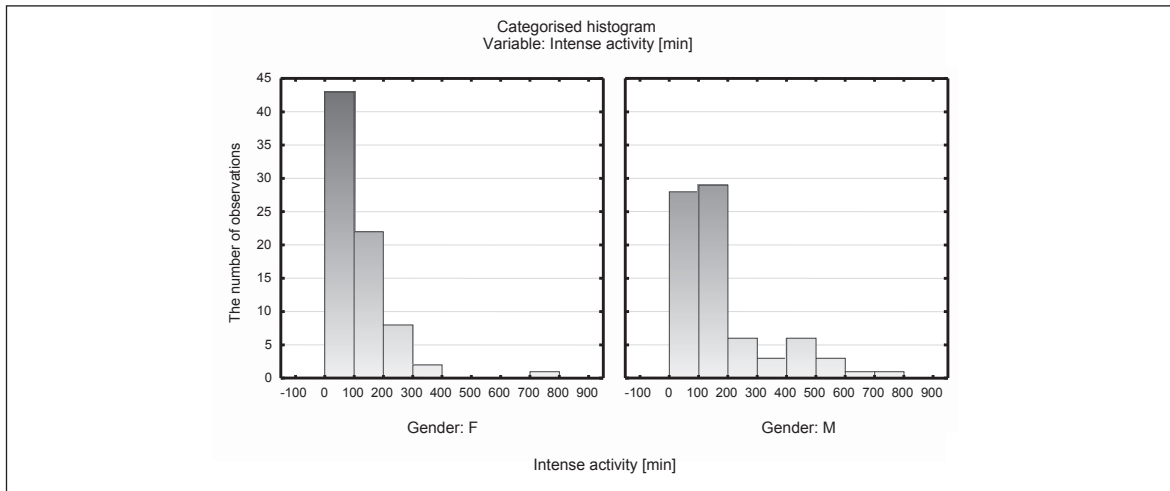 Categorised histogram
Variable: Intense activity [min]
The number of observations
45
40
35
30
25
20
15
10
5
0
-100 0 100 200 300 400 500 600 700 800 900
-100 0 100 200 300 400 500 600 700 800 900
Gender: F
Gender: M
Intense activity [min]